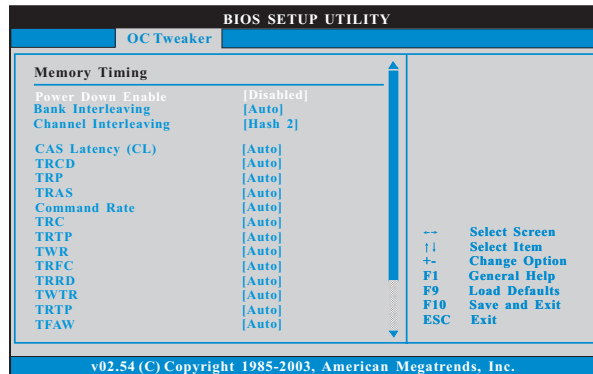 BIOS SETUP UTILITY
OC Tweaker
Memory Timing
Power Down Enable [Disabled]
Bank Interleaving [Auto]
Channel Interleaving [Hash 2]
CAS Latency (CL) [Auto]
TRCD [Auto]
TRP [Auto]
TRAS [Auto]
Command Rate [Auto]
TRC [Auto]
TRTP [Auto]
TWR [Auto]
TRFC [Auto]
TRRD [Auto]
TWTR [Auto]
TRTP [Auto]
TFAW [Auto]
←→ Select Screen
↑↓ Select Item
+- Change Option
F1 General Help
F9 Load Defaults
F10 Save and Exit
ESC Exit
v02.54 (C) Copyright 1985-2003, American Megatrends, Inc.